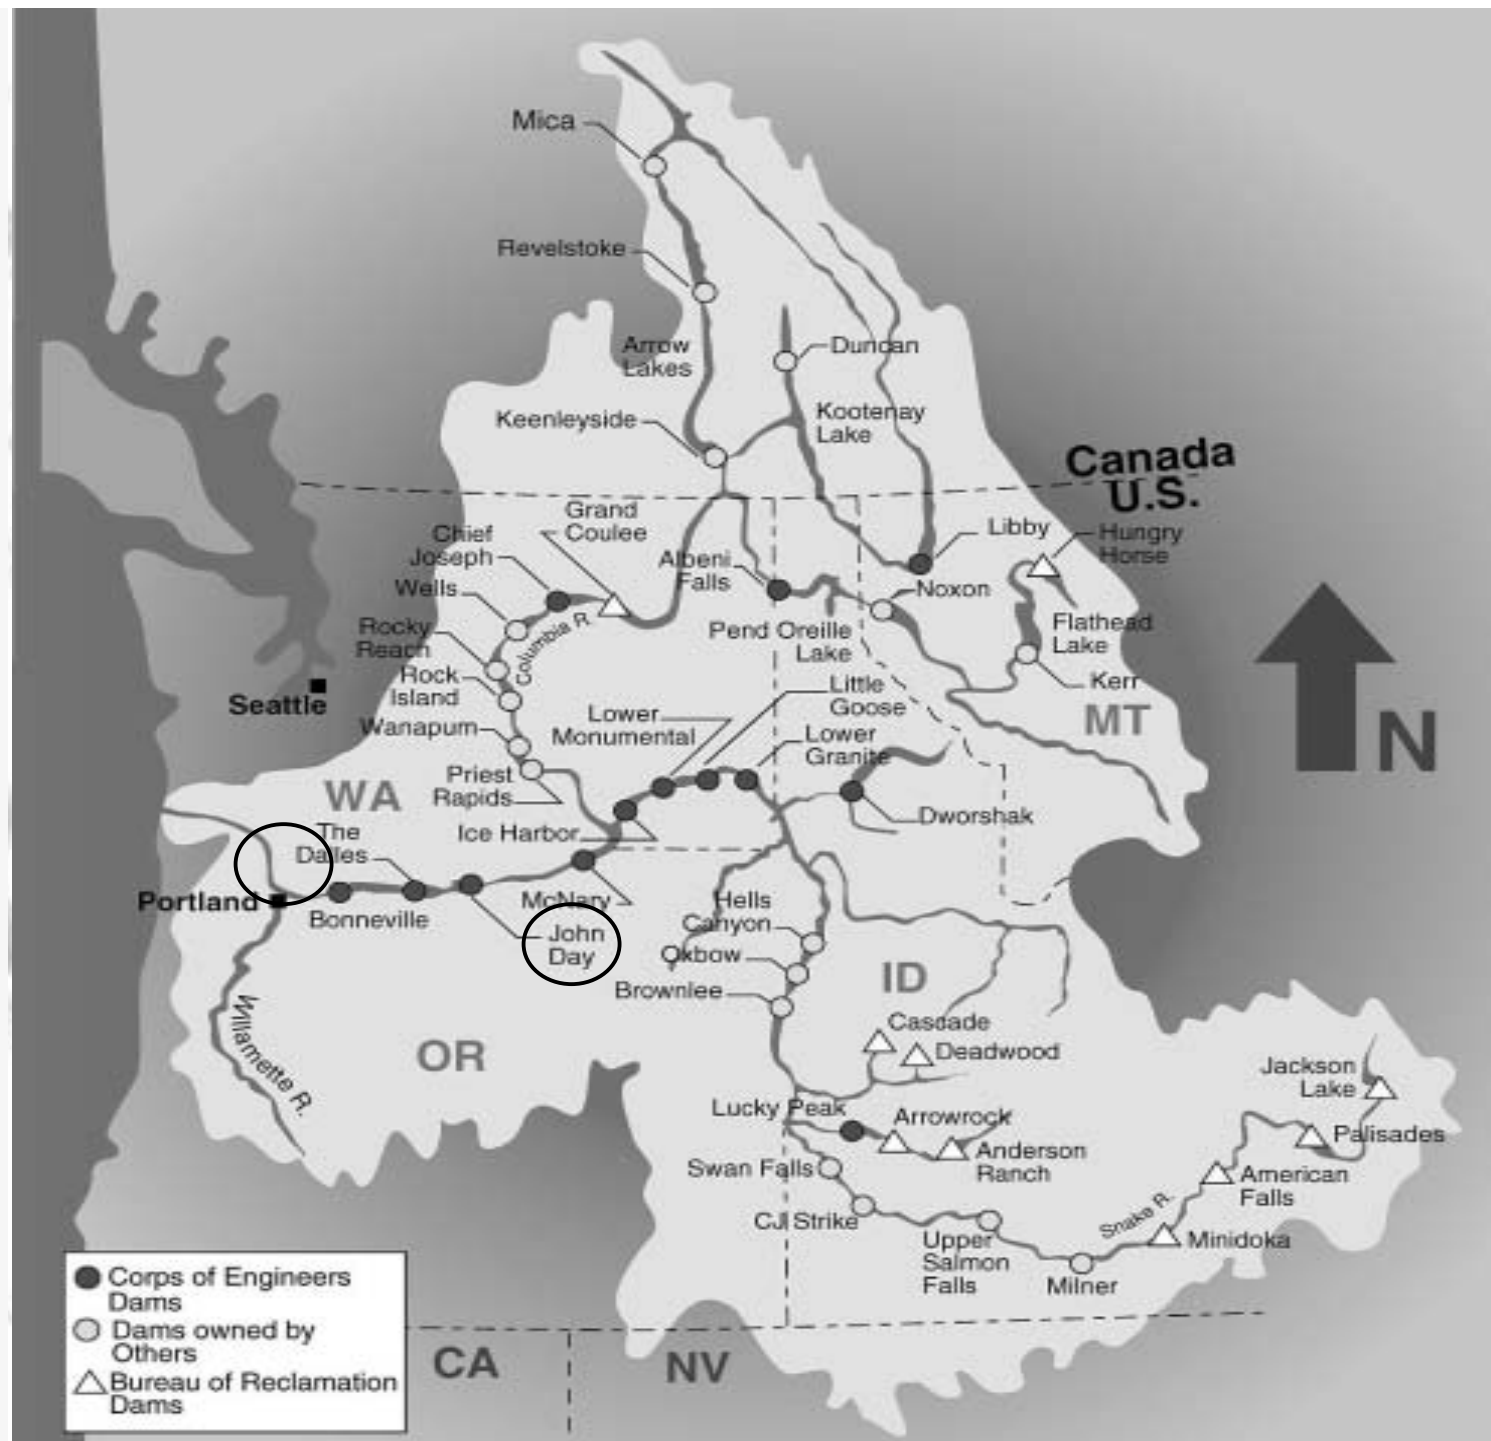 Mica
Revelstoke
Arrow
Lakes
Duncan
Keenleyside
Kootenay
Lake
Canada
U.S.
Grand
Coulee
Chief
Joseph
Libby
Hungry
Horse
Albeni
Falls
Wells
Noxon
Columbia R.
Rocky
Reach
Pend Oreille
Lake
Flathead
Lake
Rock
Island
Kerr
Seattle
Little
Goose
Lower
Monumental
Wanapum
Lower
Granite
MT
N
Priest
Rapids
WA
Ice Harbor
Dworshak
The
Dalles
Portland
Bonneville
McNary
John
Day
Hells
Canyon
Oxbow
Brownlee
ID
Willamette R.
OR
Cascade
Deadwood
Jackson
Lake
Lucky Peak
Arrowrock
Palisades
Anderson
Ranch
Swan Falls
American
Falls
CJ Strike
Snake R.
Upper
Salmon
Falls
Minidoka
Milner
Corps of Engineers
Dams
Dams owned by
Others
Bureau of Reclamation
Dams
CA
NV